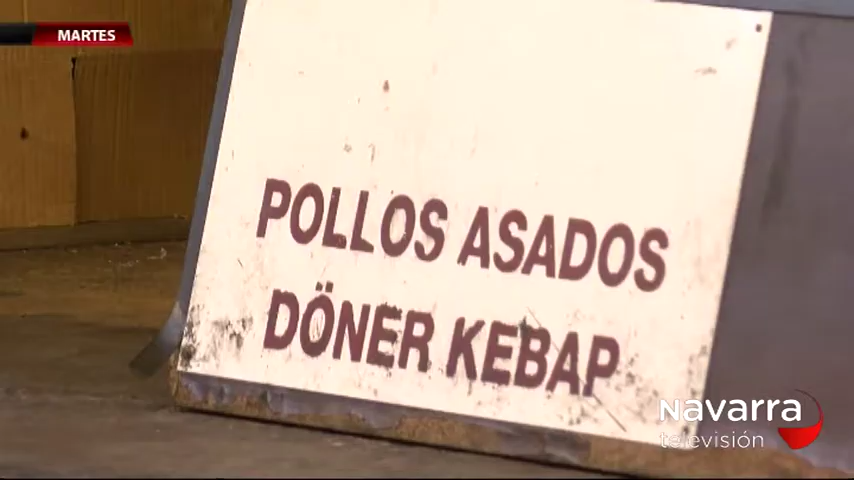 MARTES
POLLOS ASADOS
DÖNER KEBAP
Navarra
televisión